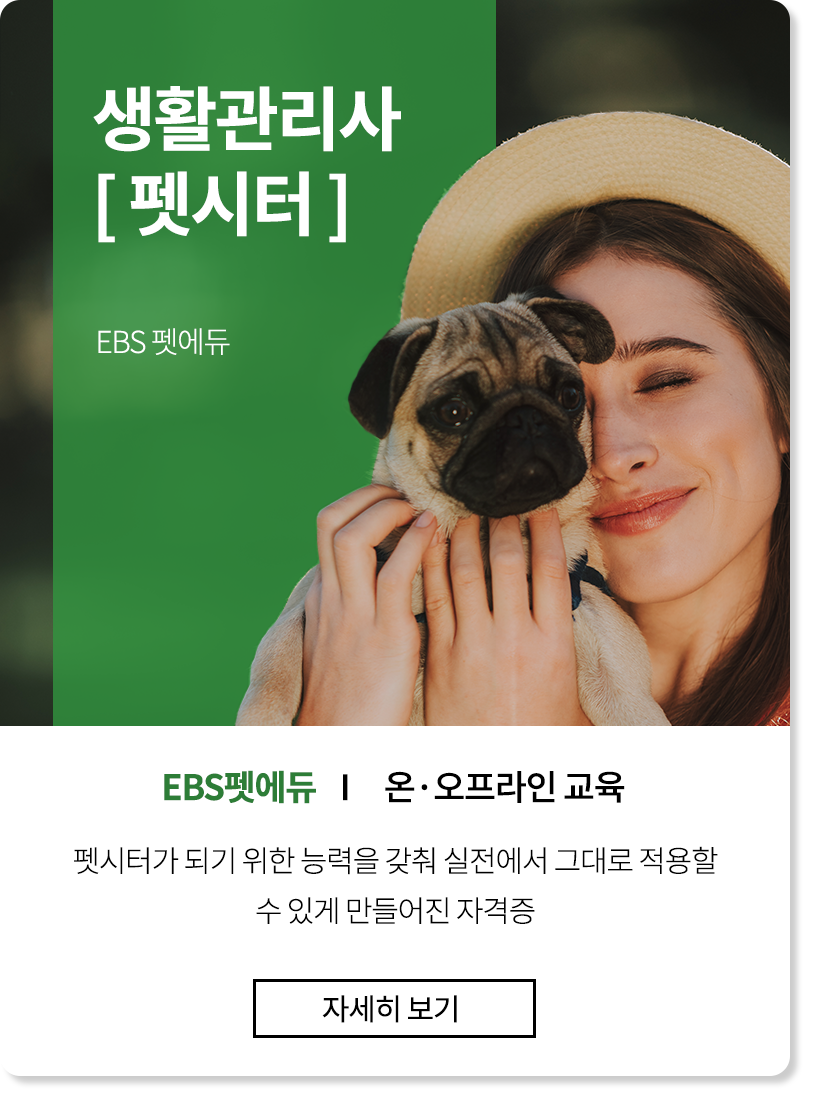 생활관리사
[ 펫시터 ]
EBS 펫에듀
EBS펫에듀 I 온·오프라인 교육
펫시터가 되기 위한 능력을 갖춰 실전에서 그대로 적용할
수 있게 만들어진 자격증
자세히 보기